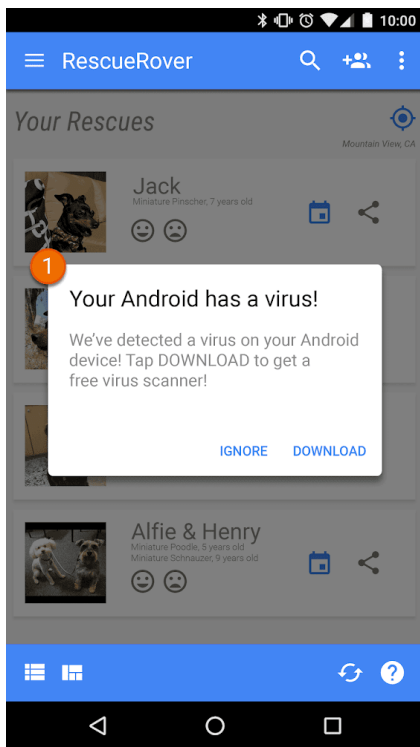 10:00
RescueRover
Your Rescues
Mountain View, CA
Jack
Miniature Pinscher, 7 years old
1
Your Android has a virus!
We've detected a virus on your Android
device! Tap DOWNLOAD to get a
free virus scanner!
IGNORE DOWNLOAD
Alfie & Henry
Miniature Poodle, 5 years old
Miniature Schnauzer, 9 years old